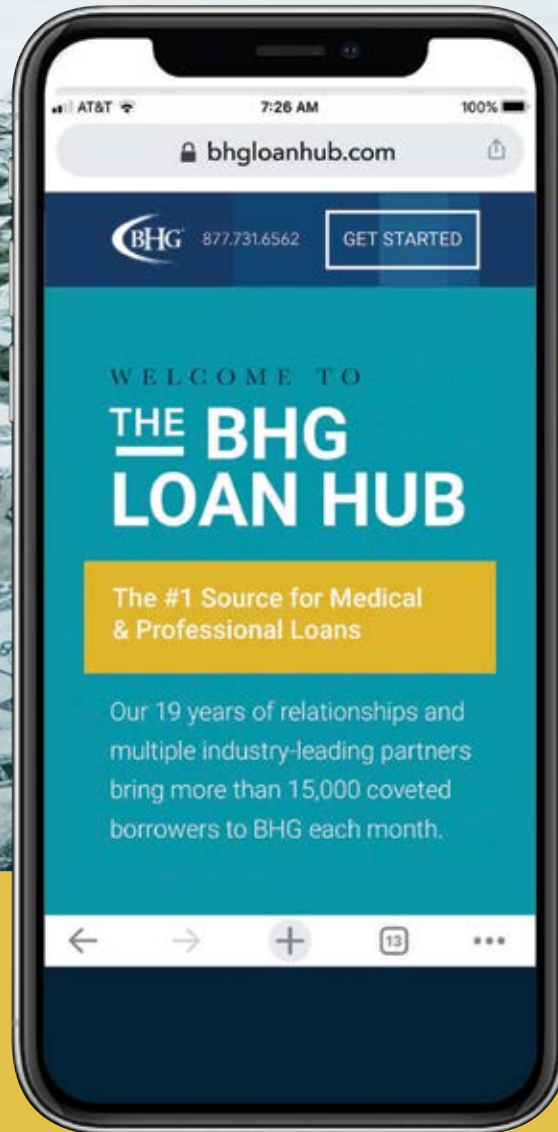 AT&T 7:26 AM 100%
bhgloanhub.com
BHG 877.731.6562 GET STARTED
WELCOME TO
THE BHG
LOAN HUB
The #1 Source for Medical
& Professional Loans
Our 19 years of relationships and
multiple industry-leading partners
bring more than 15,000 coveted
borrowers to BHG each month.
13